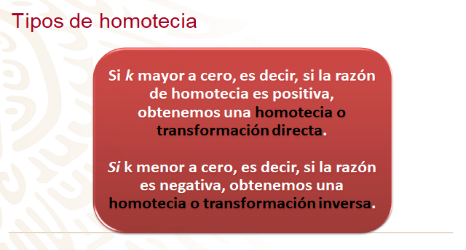 Tipos de homotecia
Si k mayor a cero, es decir, si la razón
de homotecia es positiva,
obtenemos una homotecia o
transformación directa.
Si k menor a cero, es decir, si la razón
es negativa, obtenemos una
homotecia o transformación inversa.